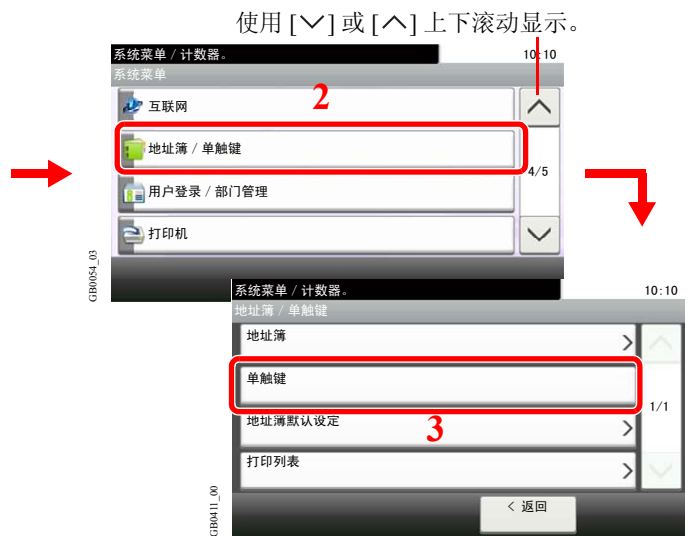 使用 [∨] 或 [∧] 上下滚动显示。
系统菜单 / 计数器。 10:10
系统菜单
互联网
2
地址簿 / 单触键
4/5
用户登录 / 部门管理
打印机
GB0054_03
系统菜单 / 计数器。 10:10
地址簿 / 单触键
地址簿
单触键
1/1
地址簿默认设定
3
打印列表
< 返回
GB0411_00